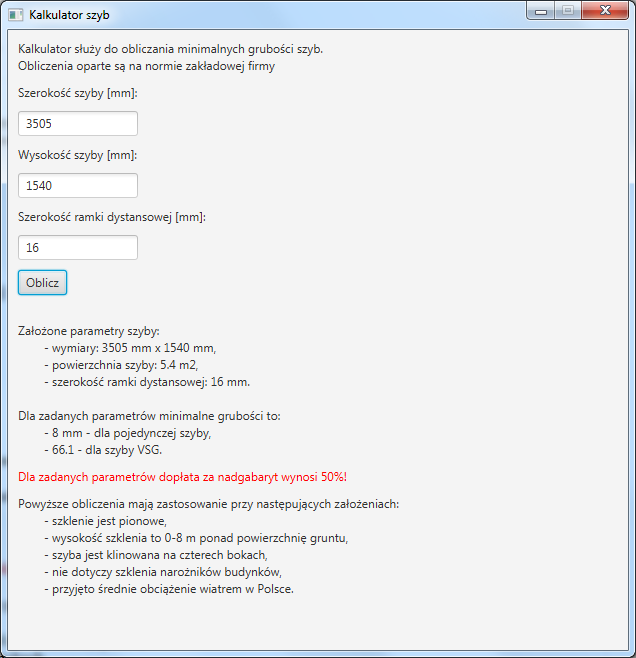 Kalkulator szyb
Kalkulator służy do obliczania minimalnych grubości szyb.
Obliczenia oparte są na normie zakładowej firmy
Szerokość szyby [mm]:
3505
Wysokość szyby [mm]:
1540
Szerokość ramki dystansowej [mm]:
16
Oblicz
Założone parametry szyby:
- wymiary: 3505 mm x 1540 mm,
- powierzchnia szyby: 5.4 m2,
- szerokość ramki dystansowej: 16 mm.
Dla zadanych parametrów minimalne grubości to:
- 8 mm - dla pojedynczej szyby,
- 66.1 - dla szyby VSG.
Dla zadanych parametrów dopłata za nadgabaryt wynosi 50%!
Powyższe obliczenia mają zastosowanie przy następujących założeniach:
- szklenie jest pionowe,
- wysokość szklenia to 0-8 m ponad powierzchnię gruntu,
- szyba jest klinowana na czterech bokach,
- nie dotyczy szklenia narożników budynków,
- przyjęto średnie obciążenie wiatrem w Polsce.